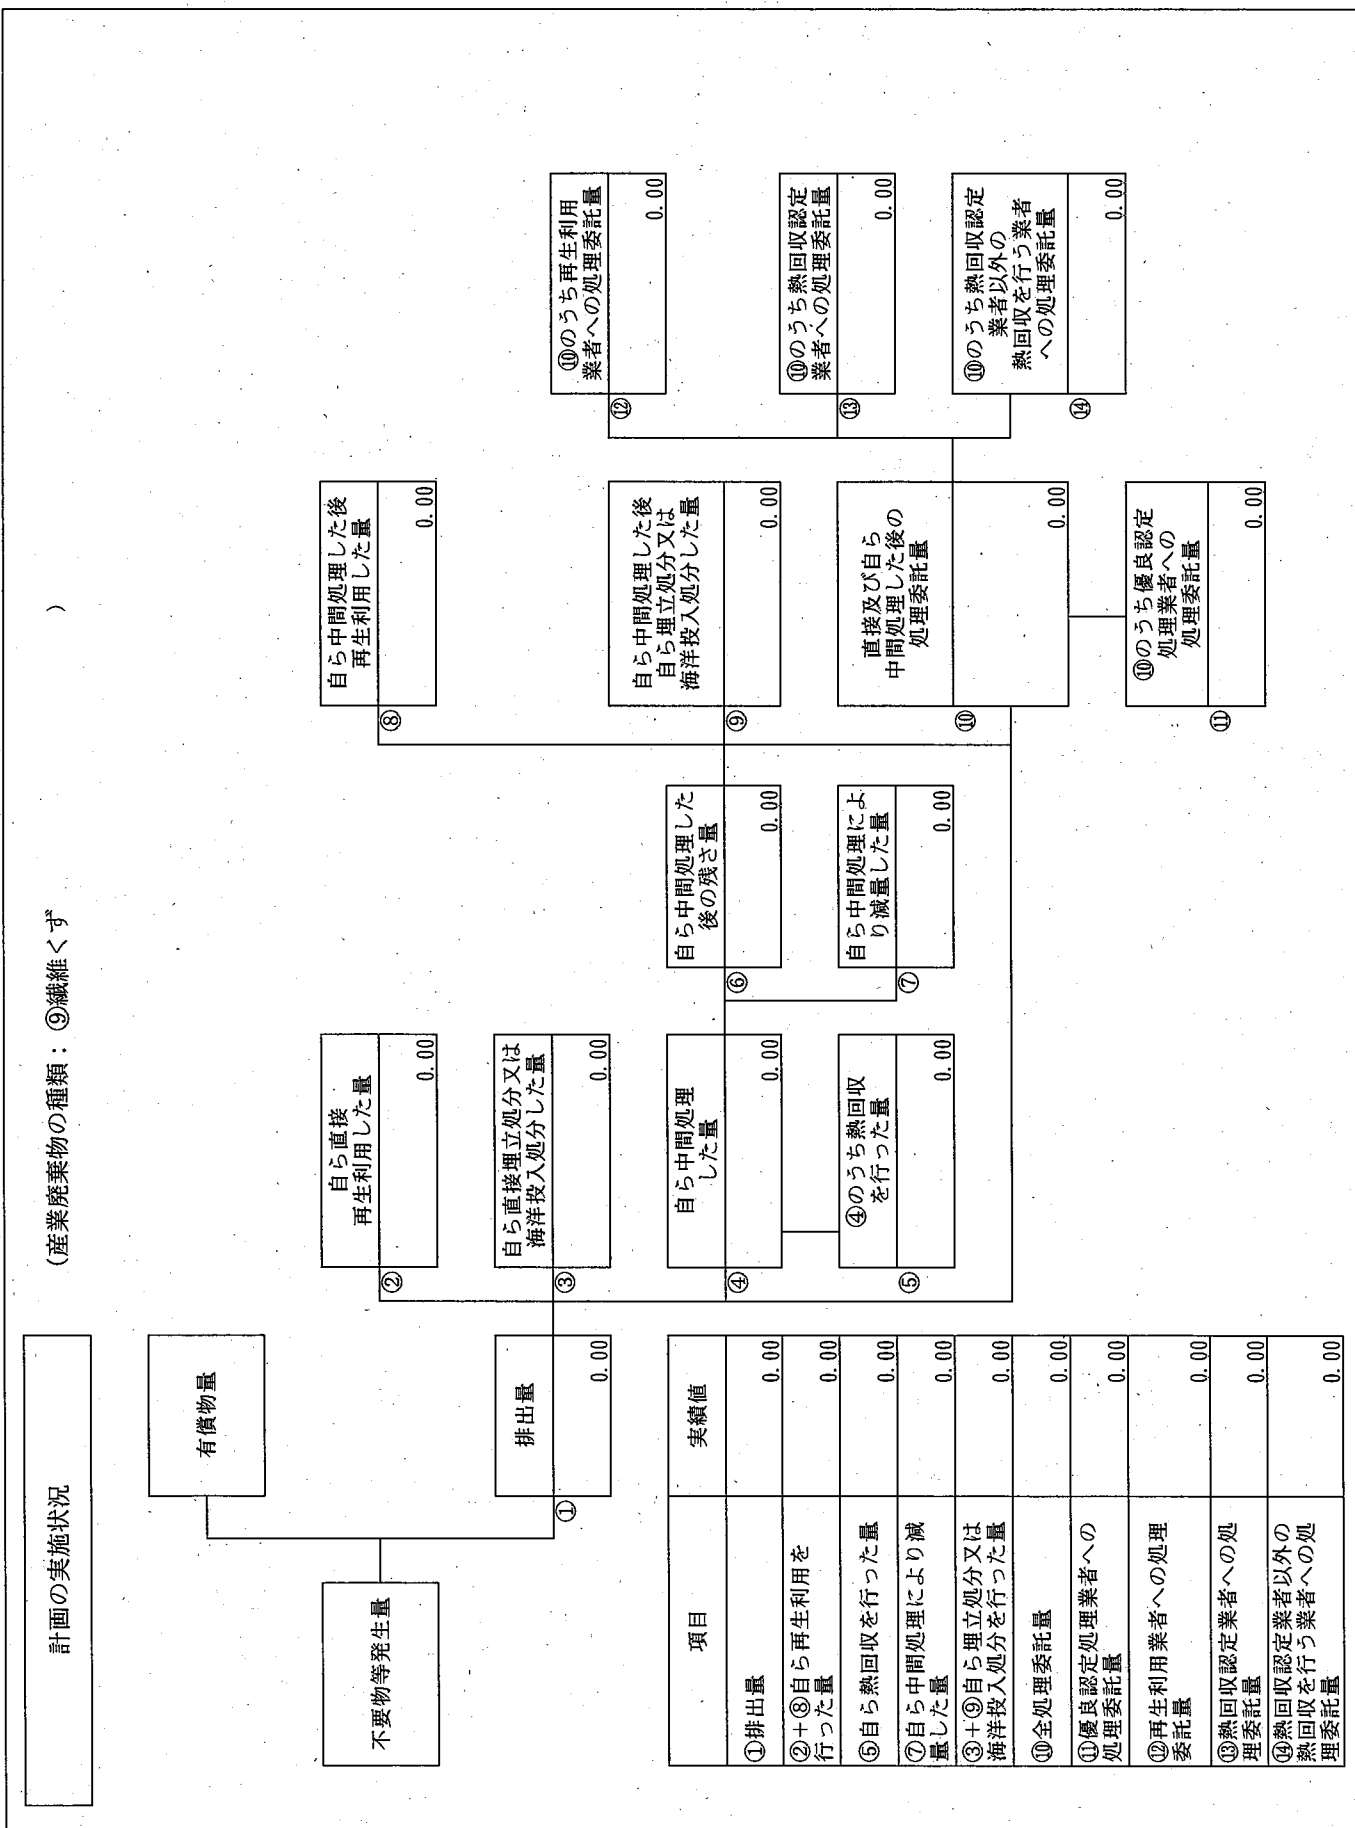 計画の実施状況
(産業廃棄物の種類：⑨繊維くず
)
不要物等発生量
有償物量
排出量
①
0.00
自ら直接
再生利用した量
②
0.00
自ら直接埋立処分又は
海洋投入処分した量
③
0.00
自ら中間処理
した量
④
0.00
④のうち熱回収
を行った量
⑤
0.00
自ら中間処理した
後の残さ量
⑥
0.00
自ら中間処理によ
り減量した量
⑦
0.00
自ら中間処理した後
再生利用した量
⑧
0.00
自ら中間処理した後
自ら埋立処分又は
海洋投入処分した量
⑨
0.00
直接及び自ら
中間処理した後の
処理委託量
⑩
0.00
⑩のうち優良認定
処理業者への
処理委託量
⑪
0.00
⑩のうち再生利用
業者への処理委託量
⑫
0.00
⑩のうち熱回収認定
業者への処理委託量
⑬
0.00
⑩のうち熱回収認定
業者以外の
熱回収を行う業者
への処理委託量
⑭
0.00
項目 実績値
①排出量 0.00
②+⑧自ら再生利用を
行った量 0.00
⑤自ら熱回収を行った量 0.00
⑦自ら中間処理により減
量した量 0.00
③+⑨自ら埋立処分又は
海洋投入処分を行った量 0.00
⑩全処理委託量 0.00
⑪優良認定処理業者への
処理委託量 0.00
⑫再生利用業者への処理
委託量 0.00
⑬熱回収認定業者への処
理委託量 0.00
⑭熱回収認定業者以外の
熱回収を行う業者への処
理委託量 0.00